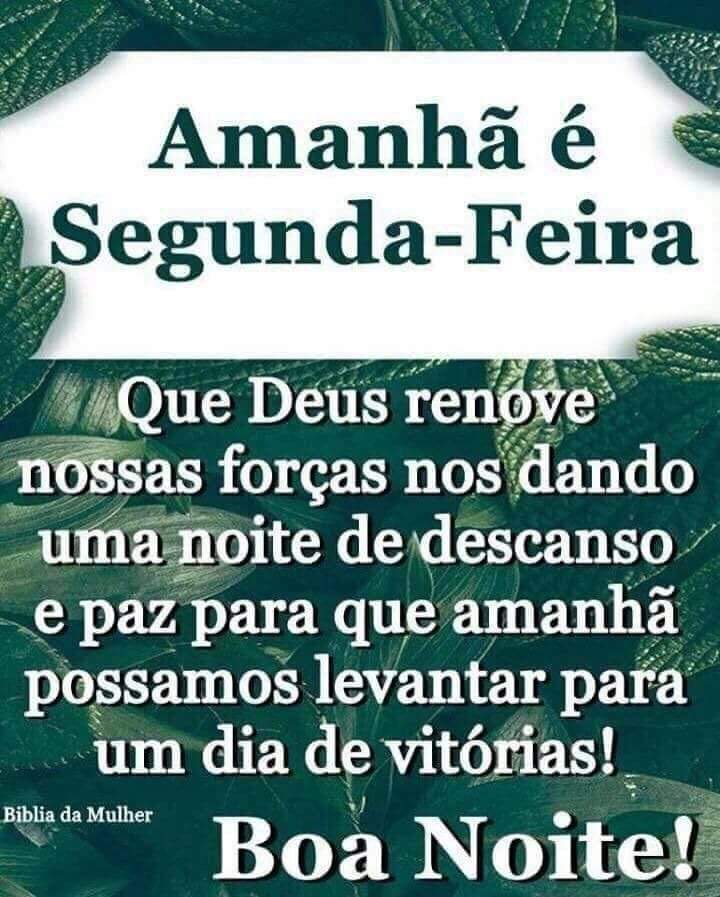 Amanhã é
Segunda-Feira
Que Deus renove
nossas forças nos dando
uma noite de descanso
e paz para que amanhã
possamos levantar para
um dia de vitórias!
Biblia da Mulher
Boa Noite!